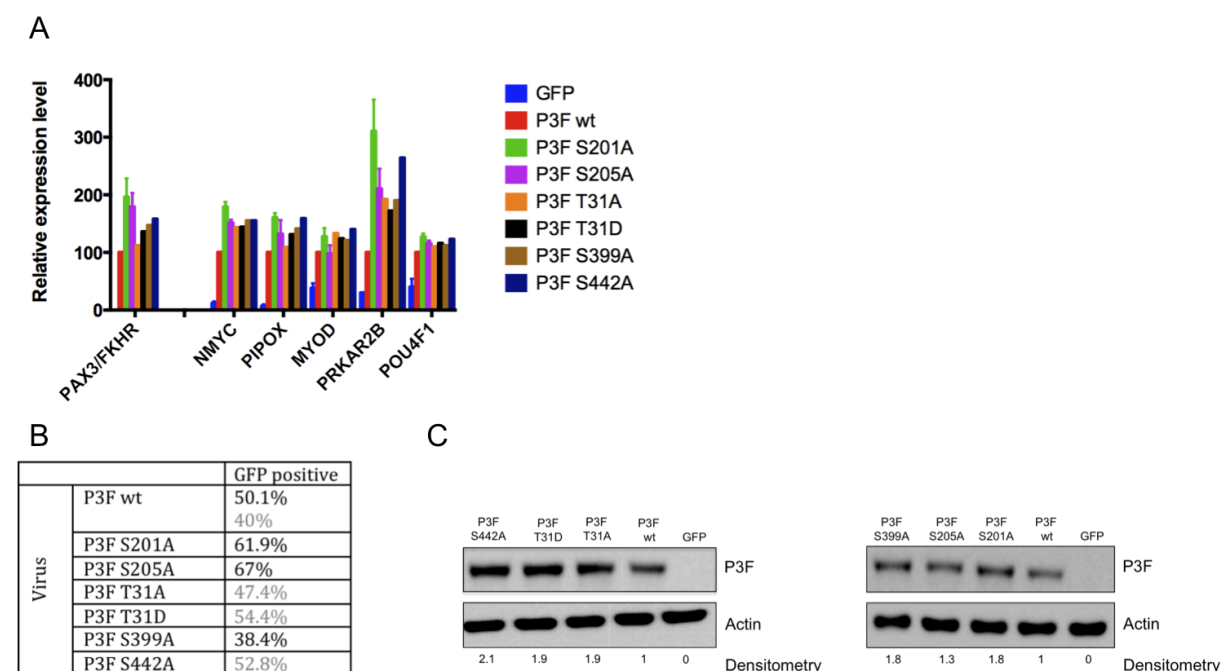 A
Relative expression level
400
300
200
100
0
PAX3/FKHR
NMYC
PIPOX
MYOD
PRKAR2B
POU4F1
GFP
P3F wt
P3F S201A
P3F S205A
P3F T31A
P3F T31D
P3F S399A
P3F S442A
B
GFP positive
Virus
P3F wt 50.1%
40%
P3F S201A 61.9%
P3F S205A 67%
P3F T31A 47.4%
P3F T31D 54.4%
P3F S399A 38.4%
P3F S442A 52.8%
C
P3F P3F P3F P3F
S442A T31D T31A wt GFP
P3F
Actin
2.1 1.9 1.9 1 0 Densitometry
P3F P3F P3F P3F
S399A S205A S201A wt GFP
P3F
Actin
1.8 1.3 1.8 1 0 Densitometry